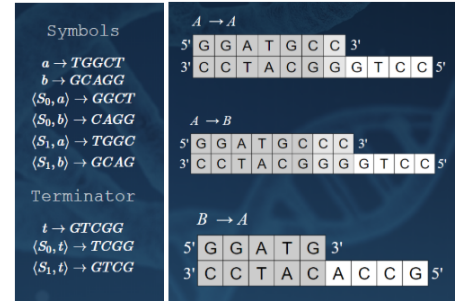 Symbols
a → TGGCT
b → GCAGG
⟨S₀, a⟩ → GGCT
⟨S₀, b⟩ → CAGG
⟨S₁, a⟩ → TGGC
⟨S₁, b⟩ → GCAG
Terminator
t → GTCGG
⟨S₀, t⟩ → TCGG
⟨S₁, t⟩ → GTCG
A → A
5' G G A T G C C 3'
3' C C T A C G G G T C C 5'
A → B
5' G G A T G C C C 3'
3' C C T A C G G G G T C C 5'
B → A
5' G G A T G 3'
3' C C T A C A C C G 5'